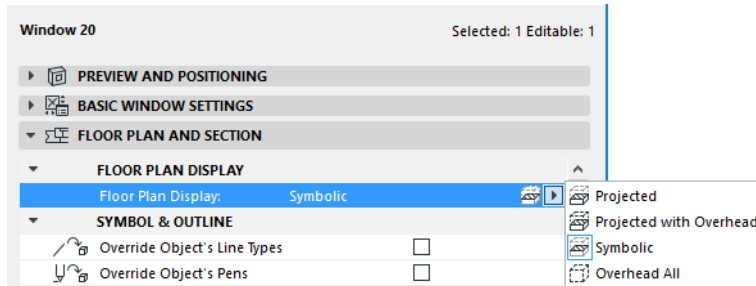 Window 20 Selected: 1 Editable: 1
PREVIEW AND POSITIONING
BASIC WINDOW SETTINGS
FLOOR PLAN AND SECTION
FLOOR PLAN DISPLAY
Floor Plan Display: Symbolic
SYMBOL & OUTLINE
Override Object's Line Types
Override Object's Pens
Projected
Projected with Overhead
Symbolic
Overhead All